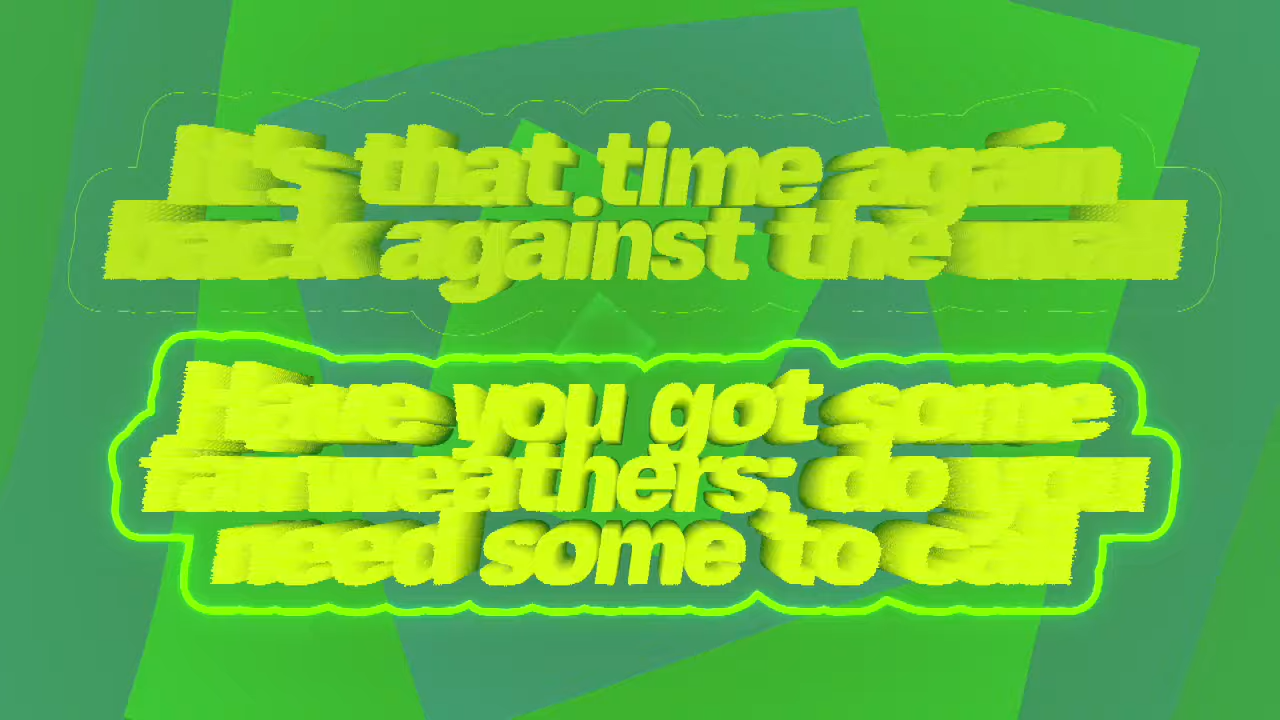 It's that time again
back against the wall
Have you got some
fairweathers; do you
need some to call